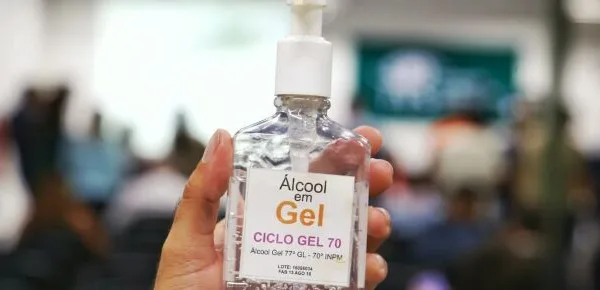 Álcool
em
Gel
CICLO GEL 70
Álcool Gel 77° GL - 70° INPM